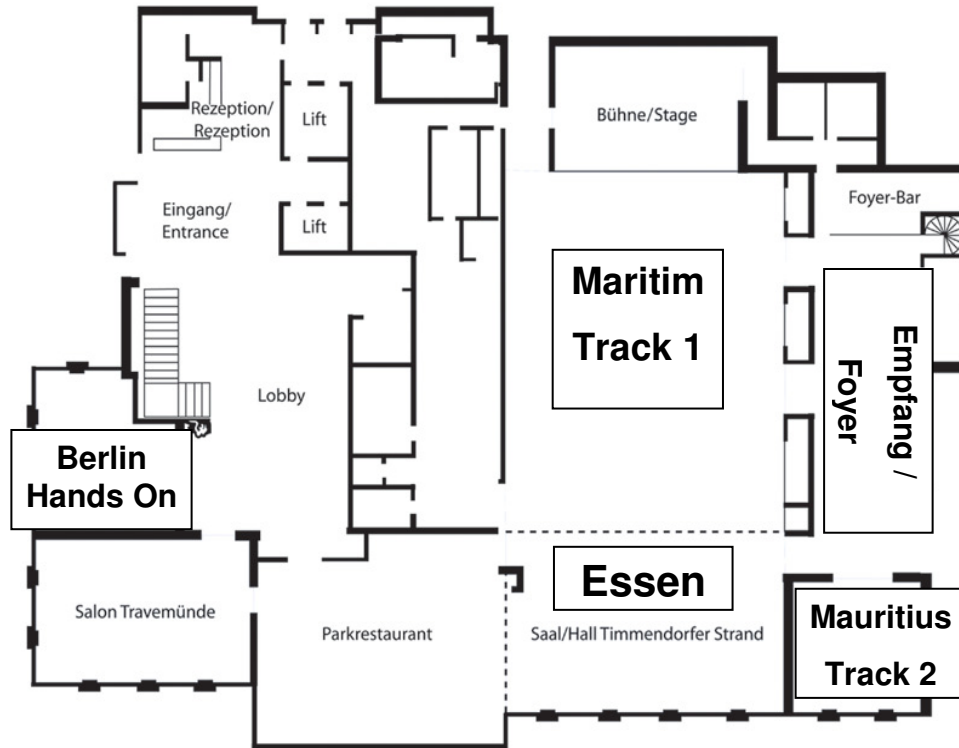 Rezeption/
Rezeption
Lift
Bühne/Stage
Eingang/
Entrance
Lift
Foyer-Bar
Maritim
Track 1
Empfang /
Foyer
Lobby
Berlin
Hands On
Essen
Salon Travemünde
Parkrestaurant
Saal/Hall Timmendorfer Strand
Mauritius
Track 2